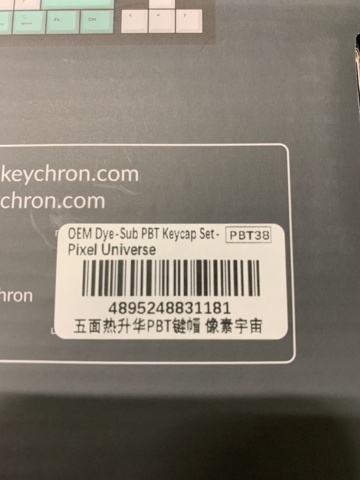 keychron.com
chron.com
hron
OEM Dye-Sub PBT Keycap Set- PBT38
Pixel Universe
4895248831181
五面热升华PBT键帽 像素宇宙